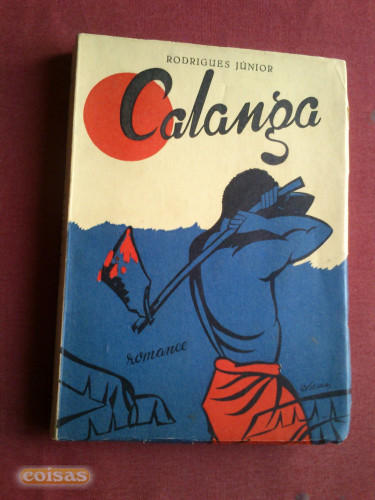 RODRIGUES JÚNIOR
Calanga
romance
coisas